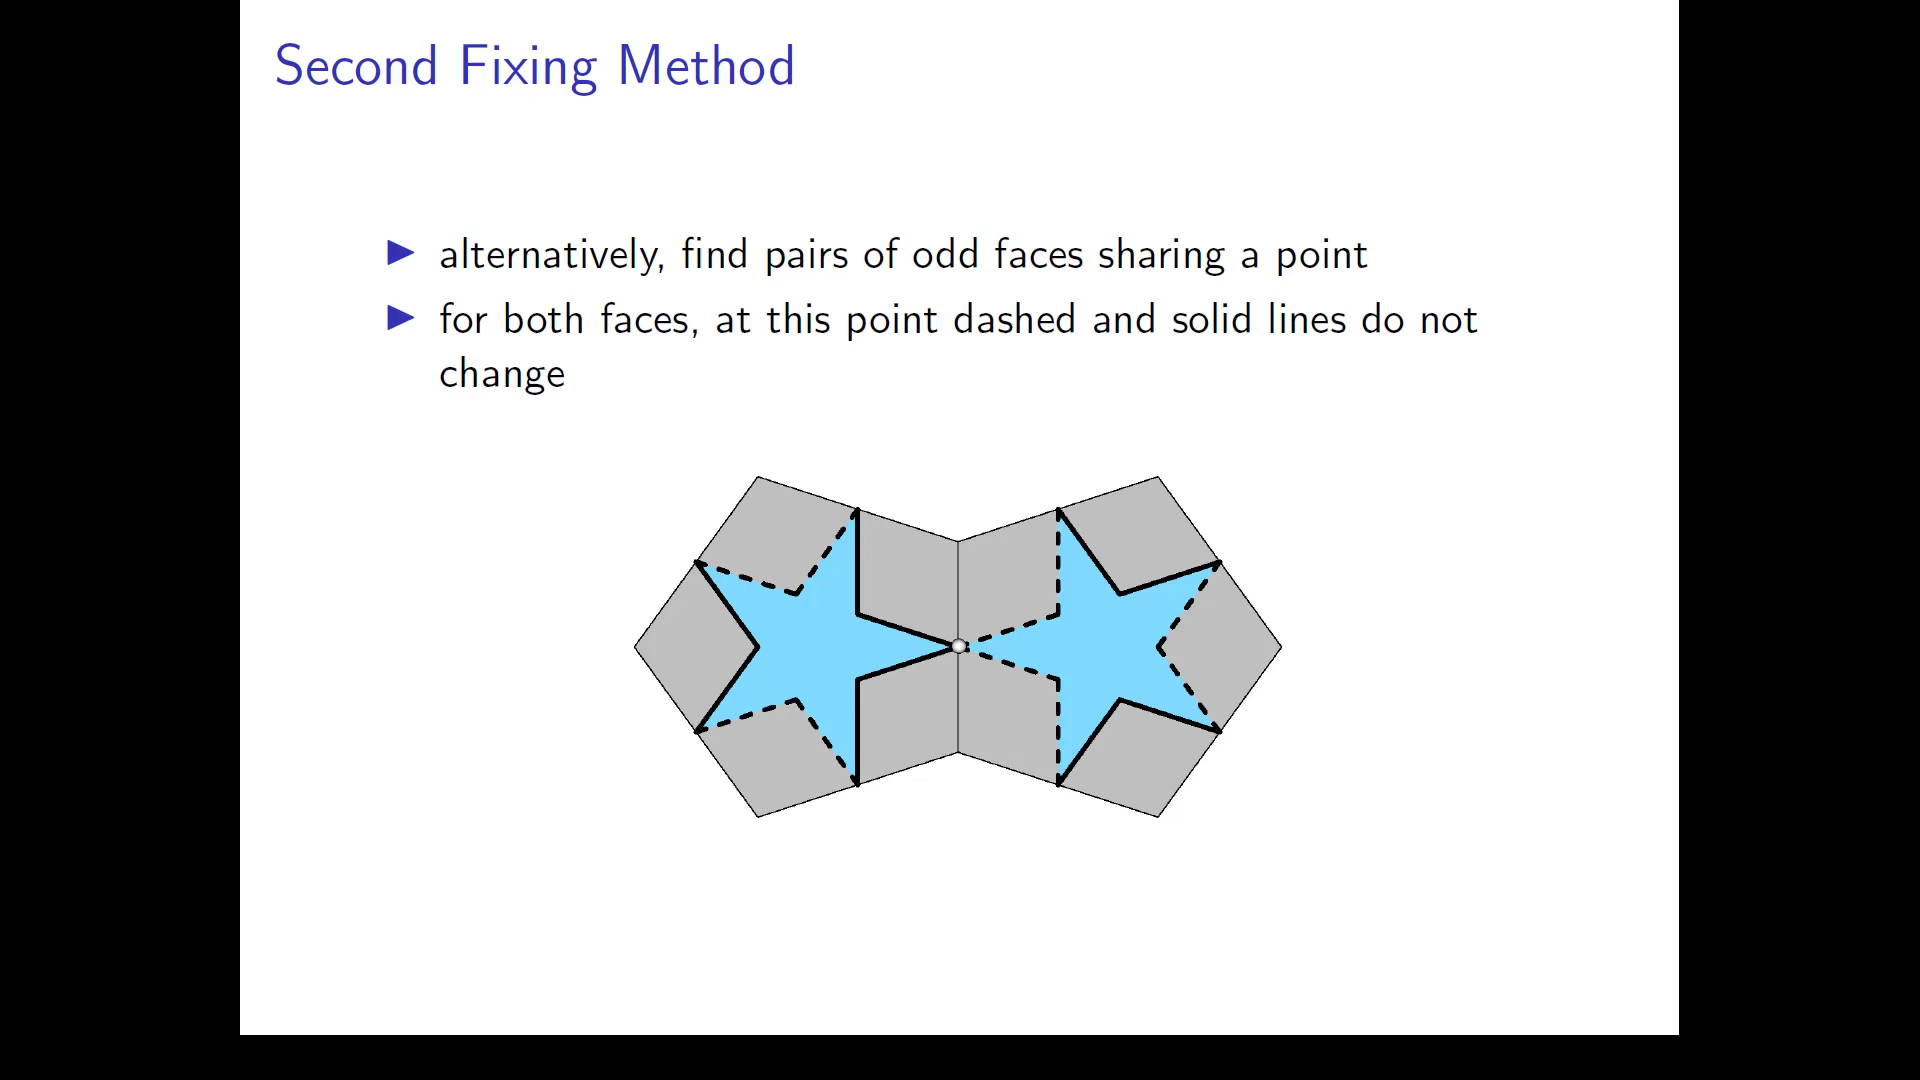 Second Fixing Method
alternatively, find pairs of odd faces sharing a point
for both faces, at this point dashed and solid lines do not
change